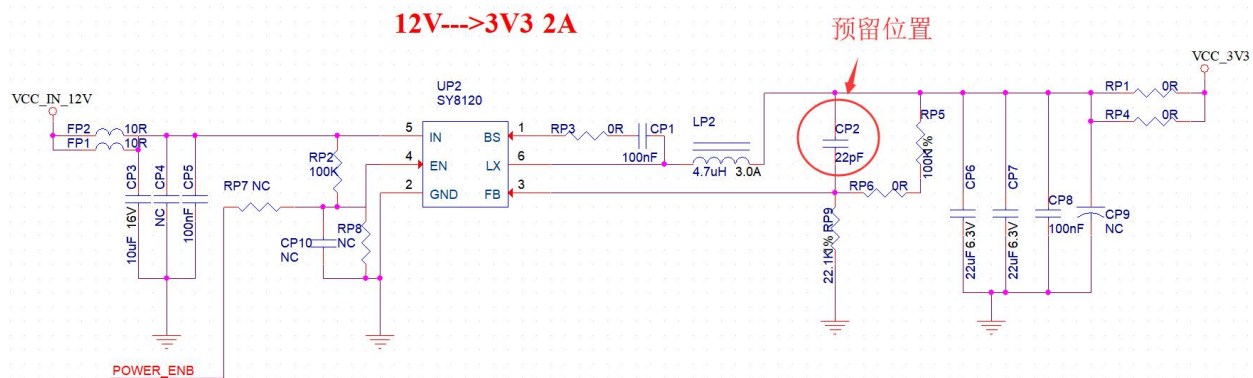 12V--->3V3 2A
预留位置
VCC_IN_12V
VCC_3V3
UP2
SY8120
FP2 10R
FP1 10R
5 IN BS 1
4 EN LX 6
2 GND FB 3
RP3 0R
CP1
100nF
LP2
4.7uH 3.0A
CP2
22pF
RP5
100K1%
RP6 0R
RP9
22.1K1%
RP1 0R
RP4 0R
RP2
100K
RP7 NC
CP3
10uF 16V
CP4
NC
CP5
100nF
CP10
NC
RP8
NC
CP6
22uF 6.3V
CP7
22uF 6.3V
CP8
100nF
CP9
NC
POWER_ENB